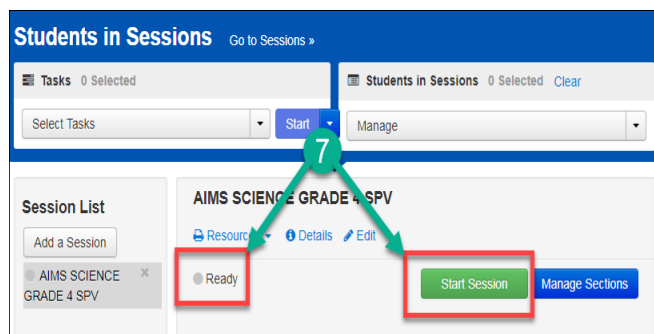 Students in Sessions Go to Sessions »
Tasks 0 Selected
Students in Sessions 0 Selected Clear
Select Tasks
Start
Manage
7
Session List
Add a Session
AIMS SCIENCE ×
GRADE 4 SPV
AIMS SCIENCE GRADE 4 SPV
Resources Details Edit
Ready
Start Session
Manage Sections